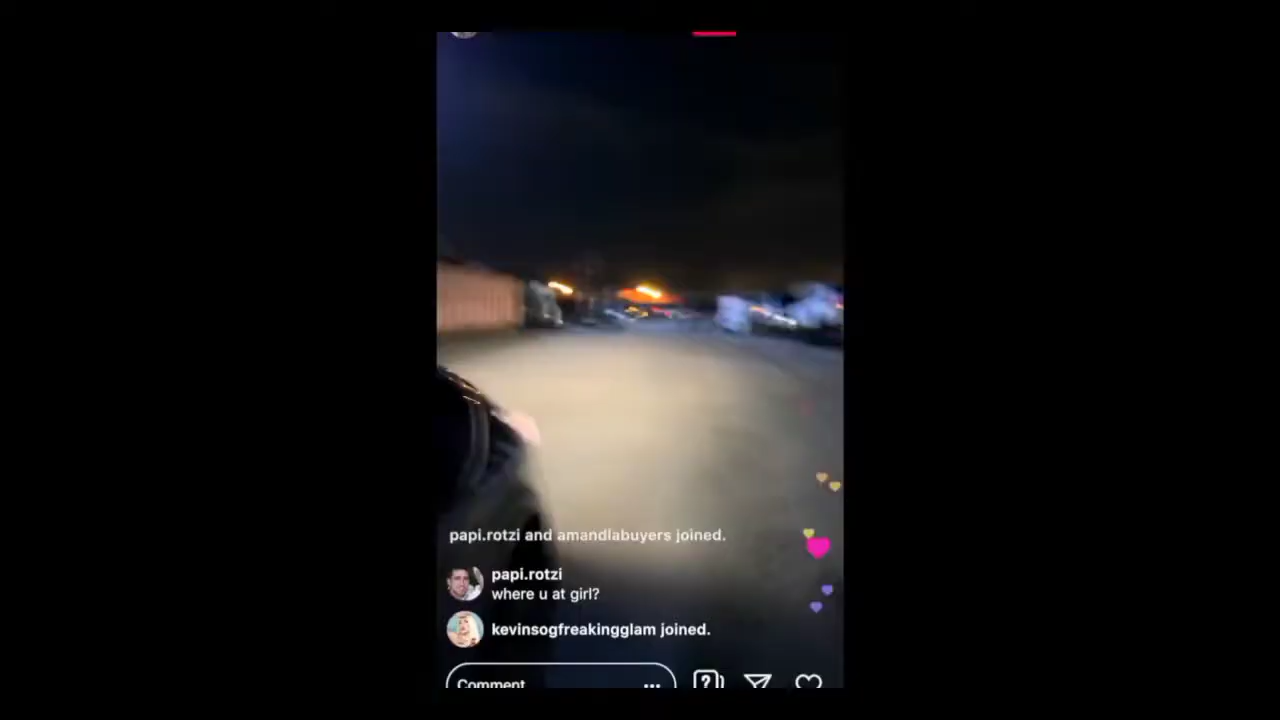 papi.rotzi and amandlabuyers joined.
papi.rotzi
where u at girl?
kevinsogfreakingglam joined.
Comment